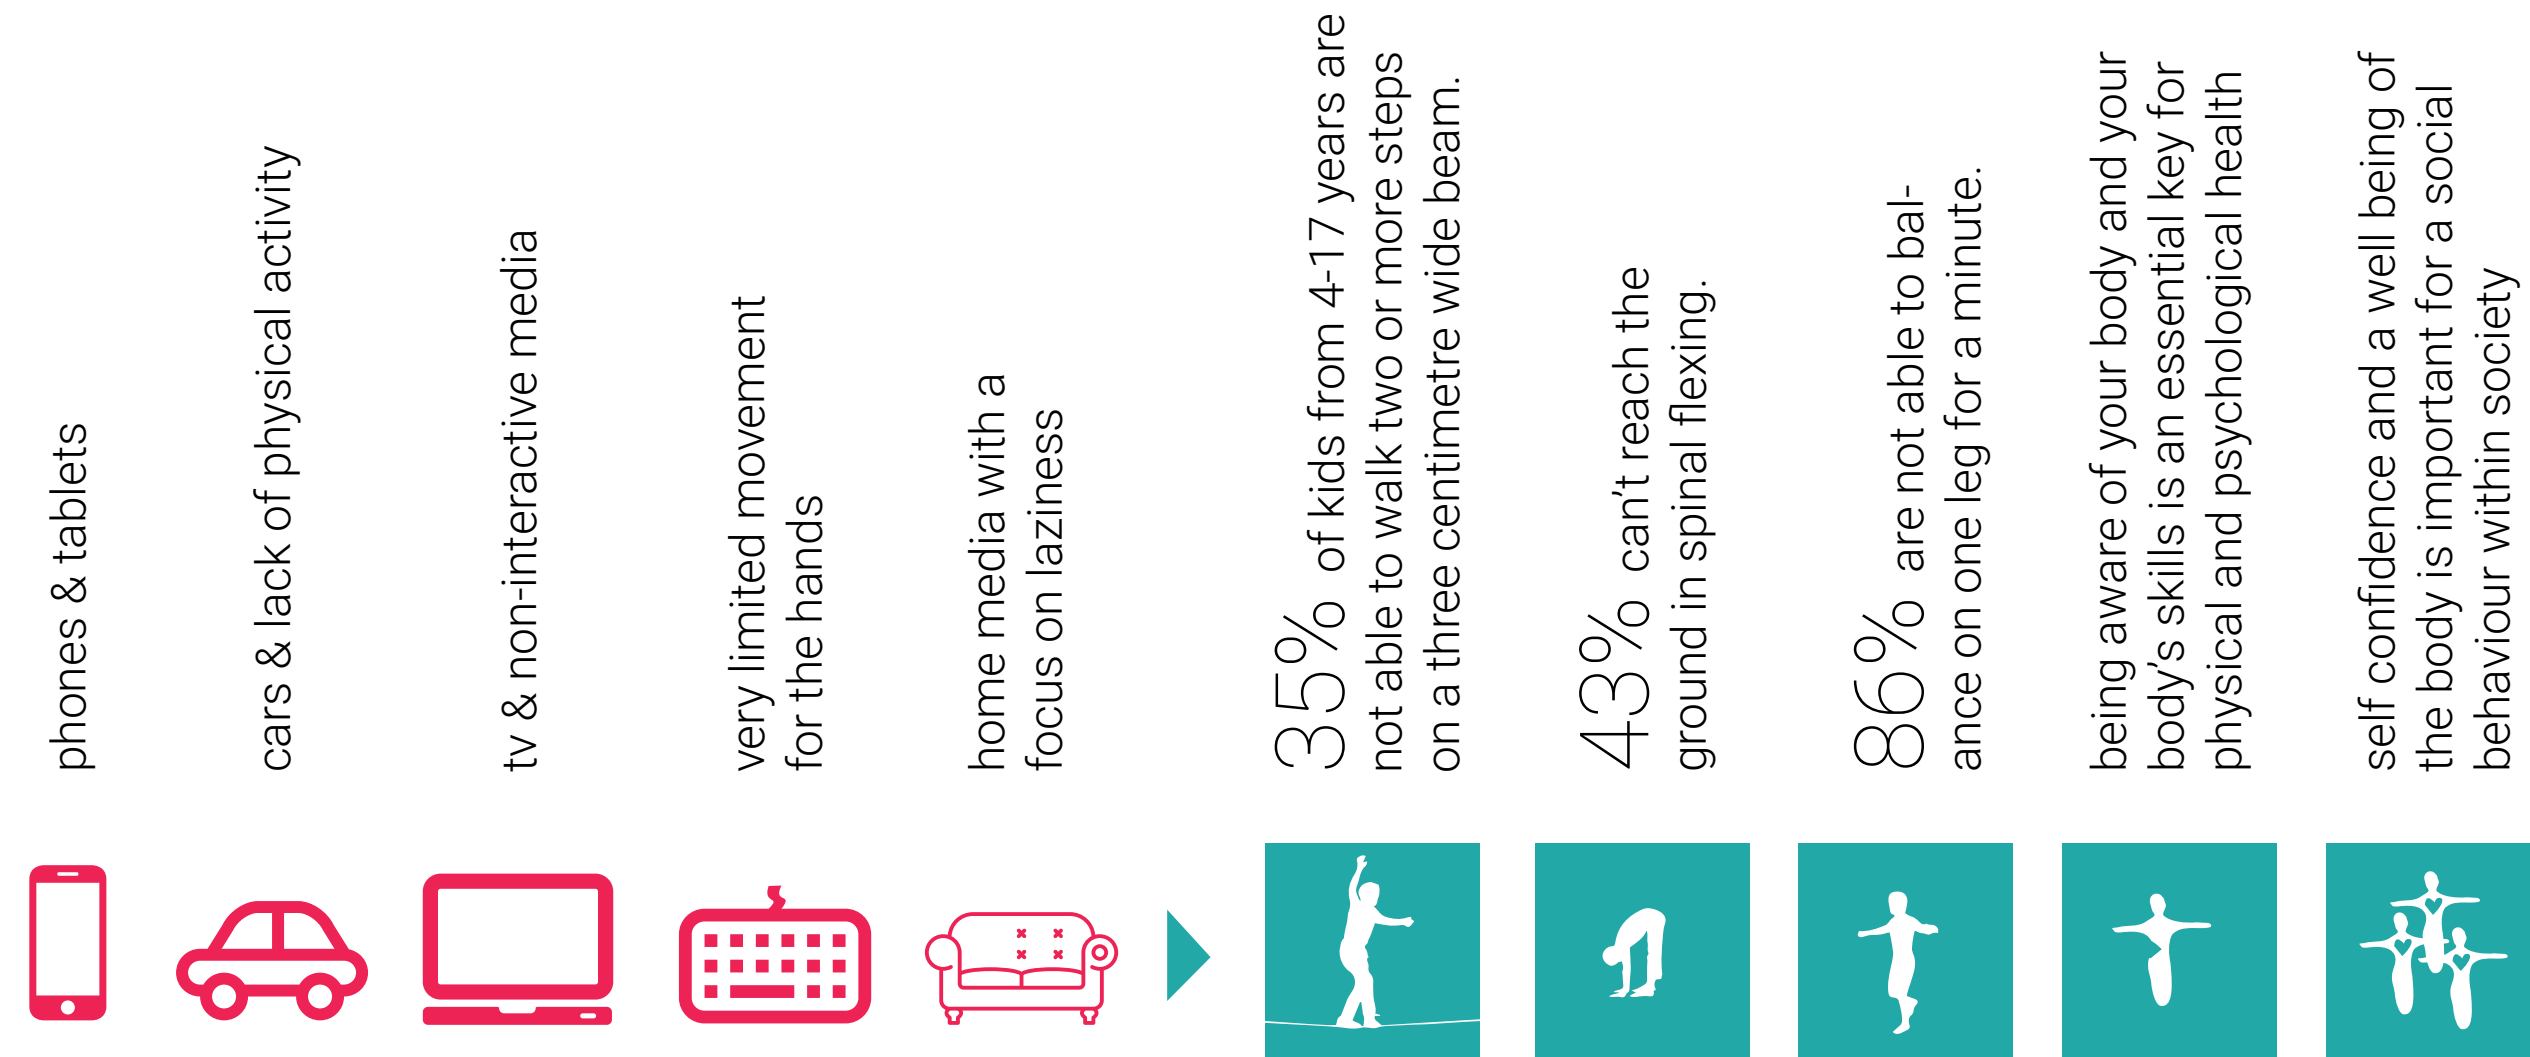 phones & tablets
cars & lack of physical activity
tv & non-interactive media
very limited movement
for the hands
home media with a
focus on laziness
35% of kids from 4-17 years are
not able to walk two or more steps
on a three centimetre wide beam.
43% can't reach the
ground in spinal flexing.
86% are not able to bal-
ance on one leg for a minute.
being aware of your body and your
body's skills is an essential key for
physical and psychological health
self confidence and a well being of
the body is important for a social
behaviour within society